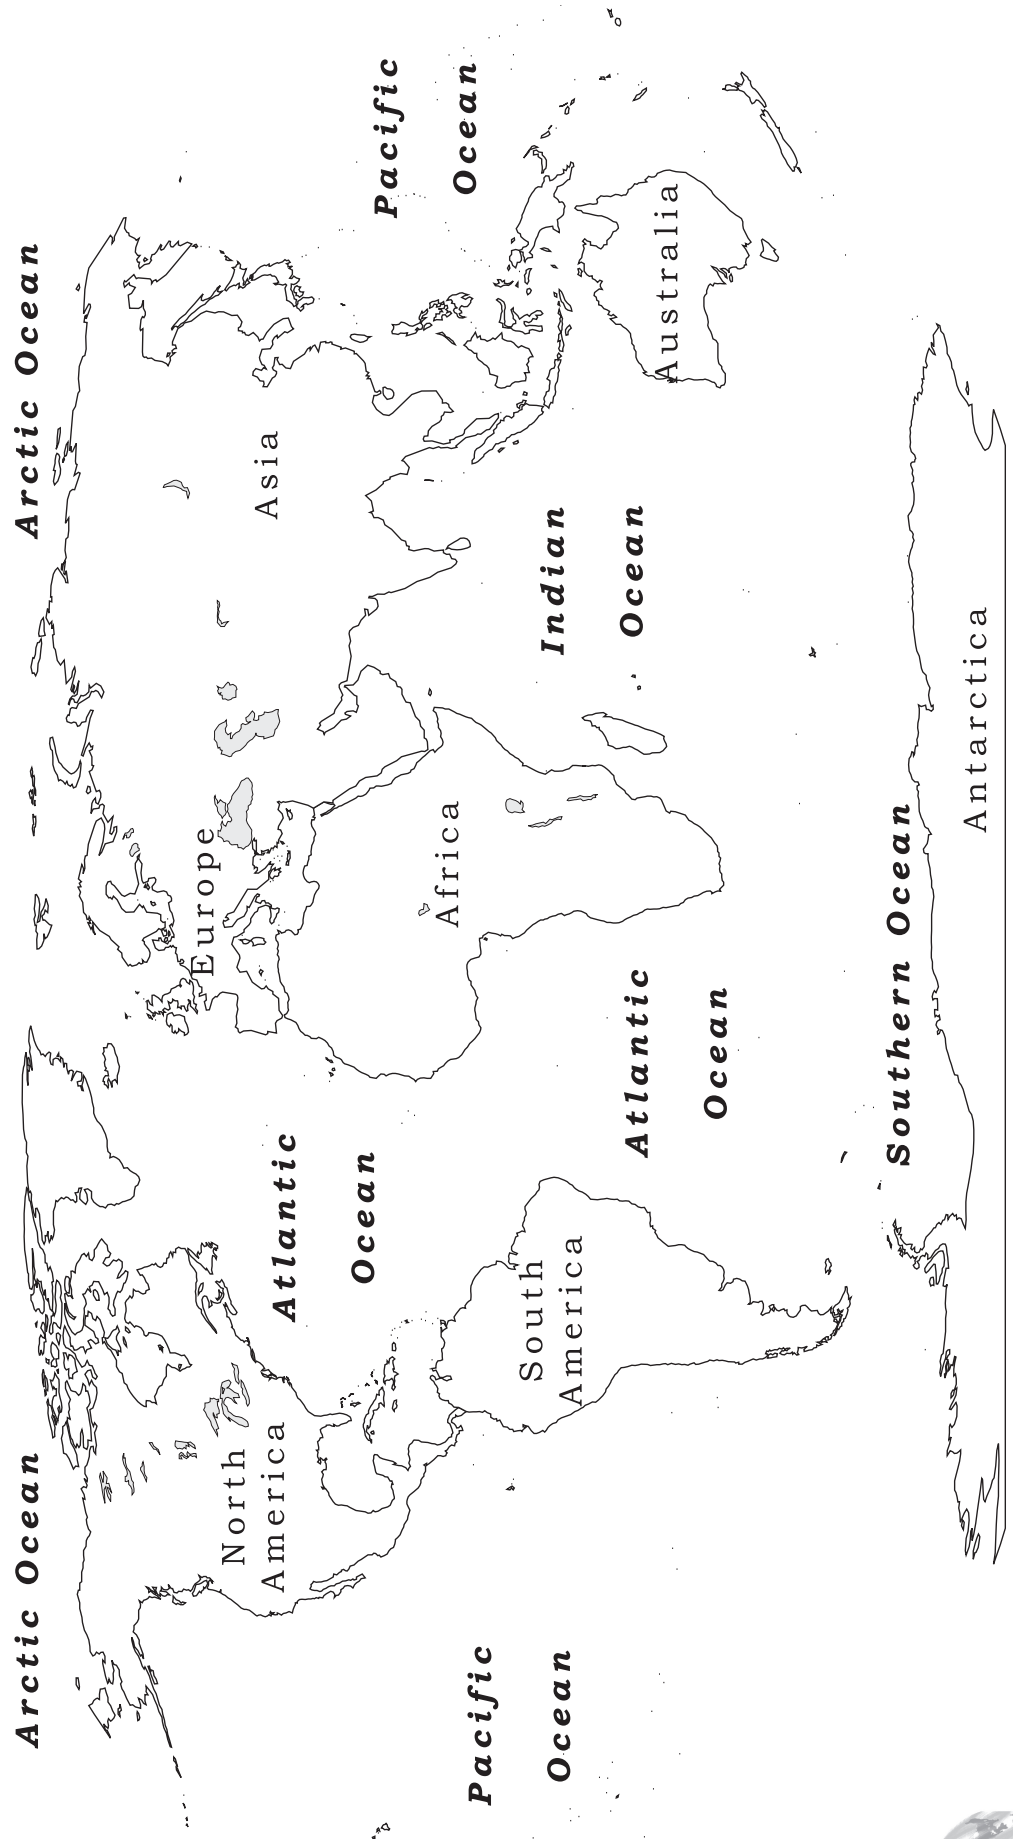 Arctic Ocean
Arctic Ocean
North
America
Europe
Asia
Atlantic
Ocean
Pacific
Ocean
Africa
Pacific
Ocean
South
America
Indian
Ocean
Atlantic
Ocean
Australia
Southern Ocean
Antarctica